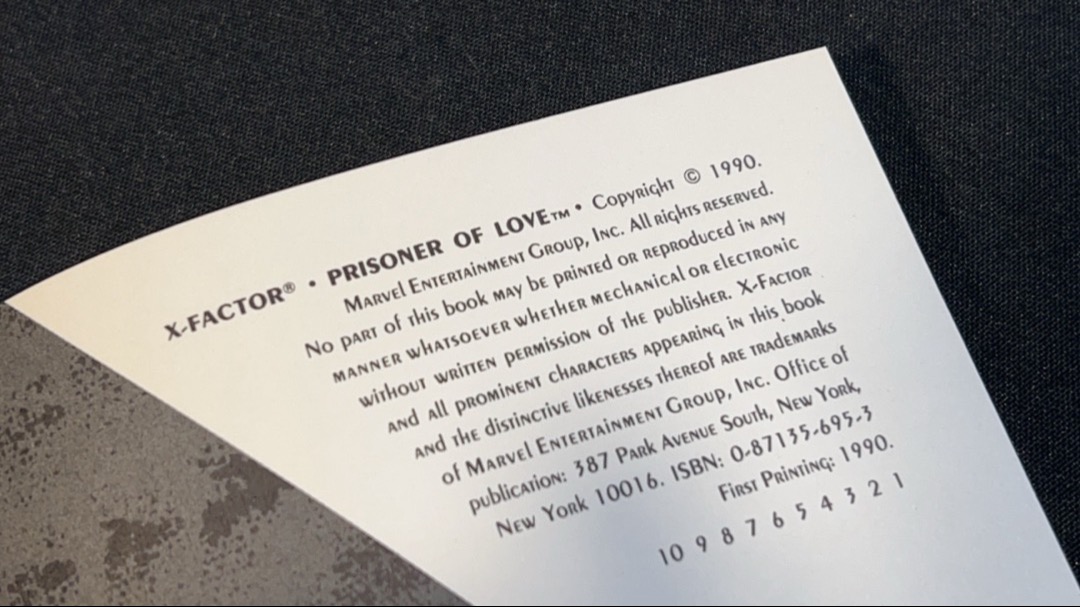 X-FACTOR® • PRISONER OF LOVE™ • Copyright © 1990.
Marvel Entertainment Group, Inc. All rights reserved.
No part of this book may be printed or reproduced in any
manner whatsoever whether mechanical or electronic
without written permission of the publisher. X-Factor
and all prominent characters appearing in this book
and the distinctive likenesses thereof are trademarks
of Marvel Entertainment Group, Inc. Office of
publication: 387 Park Avenue South, New York,
New York 10016. ISBN: 0-87135-695-3
First Printing: 1990.
10 9 8 7 6 5 4 3 2 1